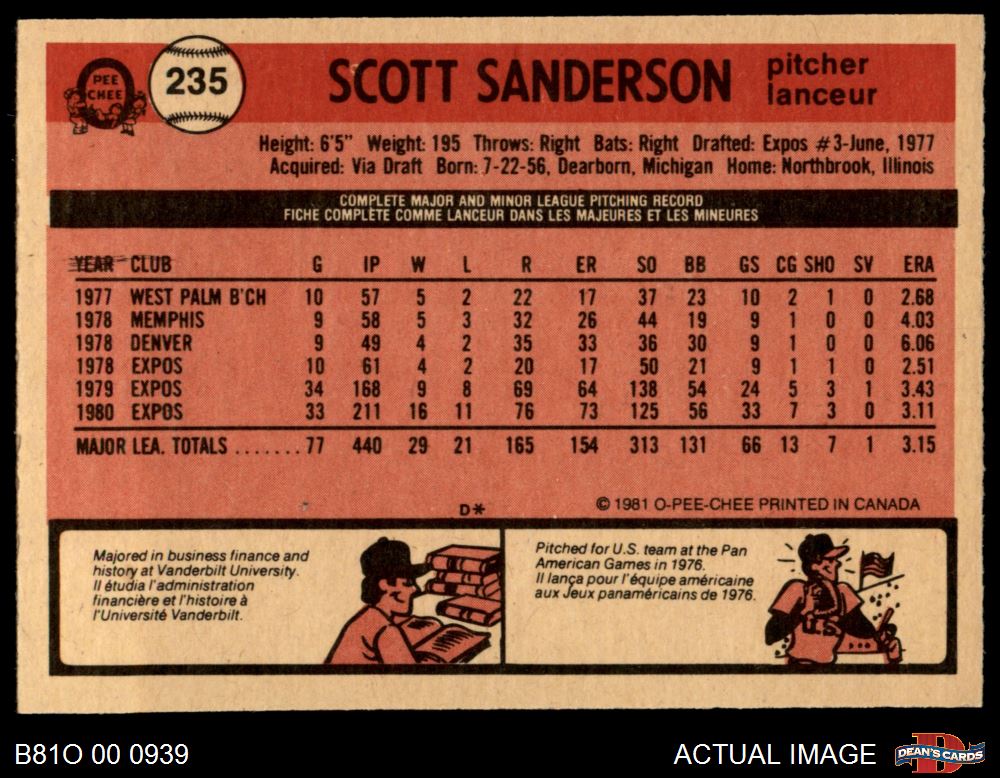 PEE
CHEE
235
SCOTT SANDERSON
pitcher
lanceur
Height: 6'5" Weight: 195 Throws: Right Bats: Right Drafted: Expos #3-June, 1977
Acquired: Via Draft Born: 7-22-56, Dearborn, Michigan Home: Northbrook, Illinois
COMPLETE MAJOR AND MINOR LEAGUE PITCHING RECORD
FICHE COMPLÈTE COMME LANCEUR DANS LES MAJEURES ET LES MINEURES
YEAR CLUB G IP W L R ER SO BB GS CG SHO SV ERA
1977 WEST PALM B'CH 10 57 5 2 22 17 37 23 10 2 1 0 2.68
1978 MEMPHIS 9 58 5 3 32 26 44 19 9 1 0 0 4.03
1978 DENVER 9 49 4 2 35 33 36 30 9 1 0 0 6.06
1978 EXPOS 10 61 4 2 20 17 50 21 9 1 1 0 2.51
1979 EXPOS 34 168 9 8 69 64 138 54 24 5 3 1 3.43
1980 EXPOS 33 211 16 11 76 73 125 56 33 7 3 0 3.11
MAJOR LEA. TOTALS .......77 440 29 21 165 154 313 131 66 13 7 1 3.15
D* © 1981 O-PEE-CHEE PRINTED IN CANADA
Majored in business finance and
history at Vanderbilt University.
Il étudia l'administration
financière et l'histoire à
l'Université Vanderbilt.
Pitched for U.S. team at the Pan
American Games in 1976.
Il lança pour l'équipe américaine
aux Jeux panaméricains de 1976.
U.S.
B81O 00 0939
ACTUAL IMAGE
DEAN'S CARDS